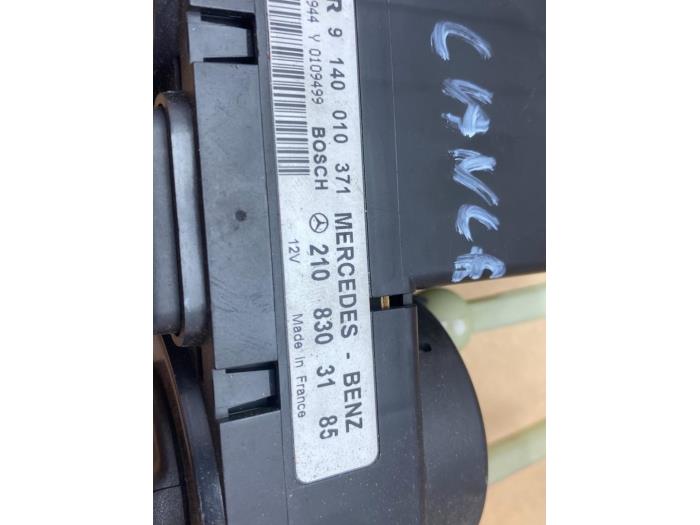 R 9 140 010 371 MERCEDES - BENZ
944 Y 0109499 BOSCH 210 830 31 85
12V Made in France